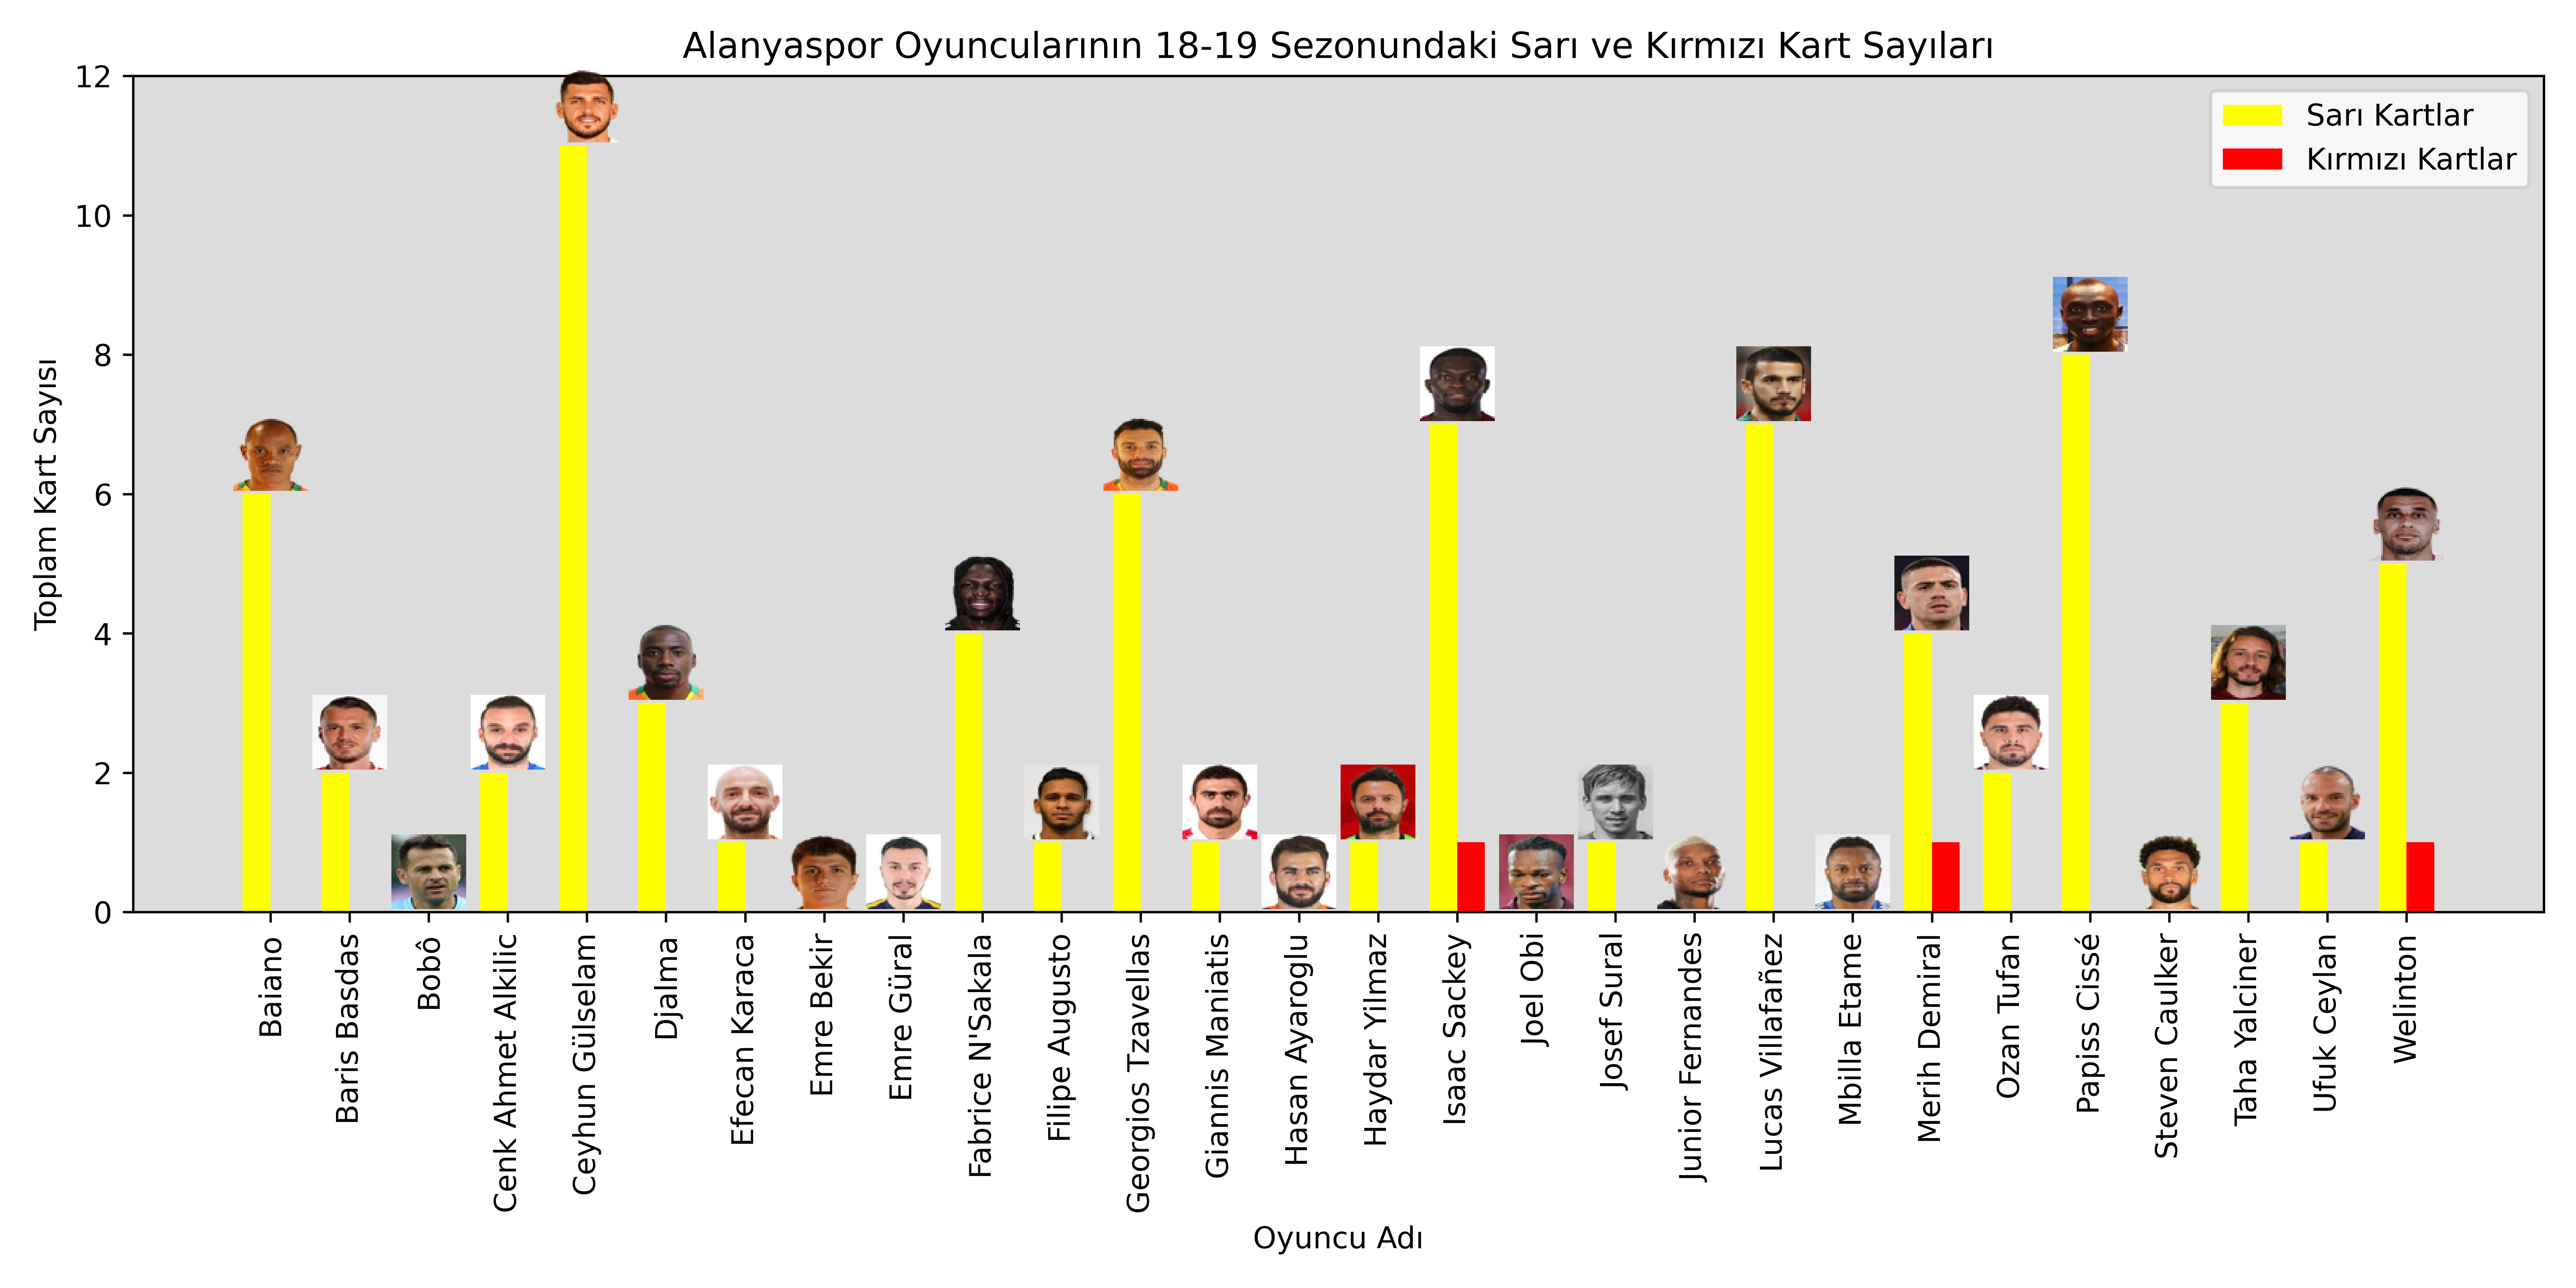 Alanyaspor Oyuncularının 18-19 Sezonundaki Sarı ve Kırmızı Kart Sayıları
Sarı Kartlar
Kırmızı Kartlar
Toplam Kart Sayısı
12
10
8
6
4
2
0
Baiano
Baris Basdas
Bobô
Cenk Ahmet Alkilic
Ceyhun Gülselam
Djalma
Efecan Karaca
Emre Bekir
Emre Güral
Fabrice N'Sakala
Filipe Augusto
Georgios Tzavellas
Giannis Maniatis
Hasan Ayaroglu
Haydar Yilmaz
Isaac Sackey
Joel Obi
Josef Sural
Junior Fernandes
Lucas Villafañez
Mbilla Etame
Merih Demiral
Ozan Tufan
Papiss Cissé
Steven Caulker
Taha Yalciner
Ufuk Ceylan
Welinton
Oyuncu Adı